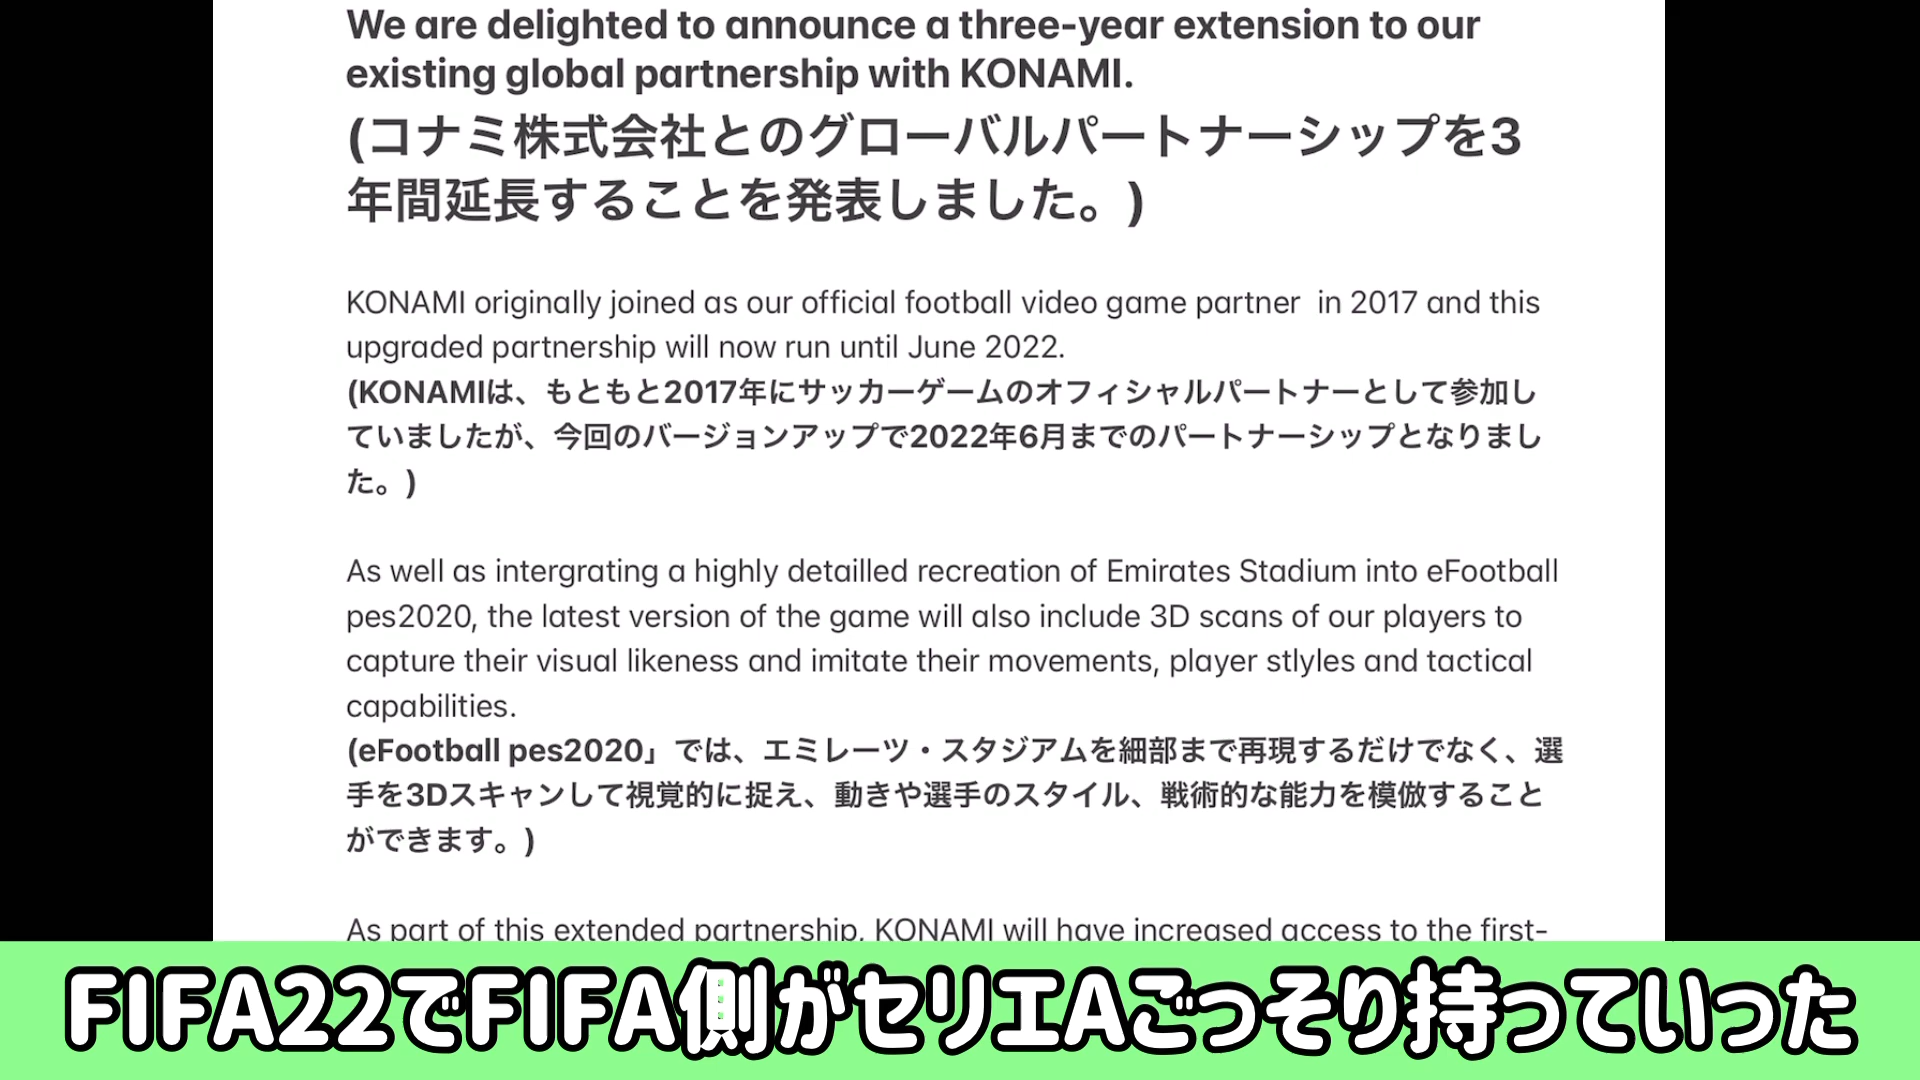 We are delighted to announce a three-year extension to our
existing global partnership with KONAMI.
(コナミ株式会社とのグローバルパートナーシップを3
年間延長することを発表しました。)
KONAMI originally joined as our official football video game partner  in 2017 and this
upgraded partnership will now run until June 2022.
(KONAMIは、もともと2017年にサッカーゲームのオフィシャルパートナーとして参加し
ていましたが、今回のバージョンアップで2022年6月までのパートナーシップとなりまし
た。)
As well as intergrating a highly detailled recreation of Emirates Stadium into eFootball
pes2020, the latest version of the game will also include 3D scans of our players to
capture their visual likeness and imitate their movements, player stlyles and tactical
capabilities.
(eFootball pes2020」では、エミレーツ・スタジアムを細部まで再現するだけでなく、選
手を3Dスキャンして視覚的に捉え、動きや選手のスタイル、戦術的な能力を模倣すること
ができます。)
As part of this extended partnership, KONAMI will have increased access to the first-
FIFA22でFIFA側がセリエAごっそり持っていった